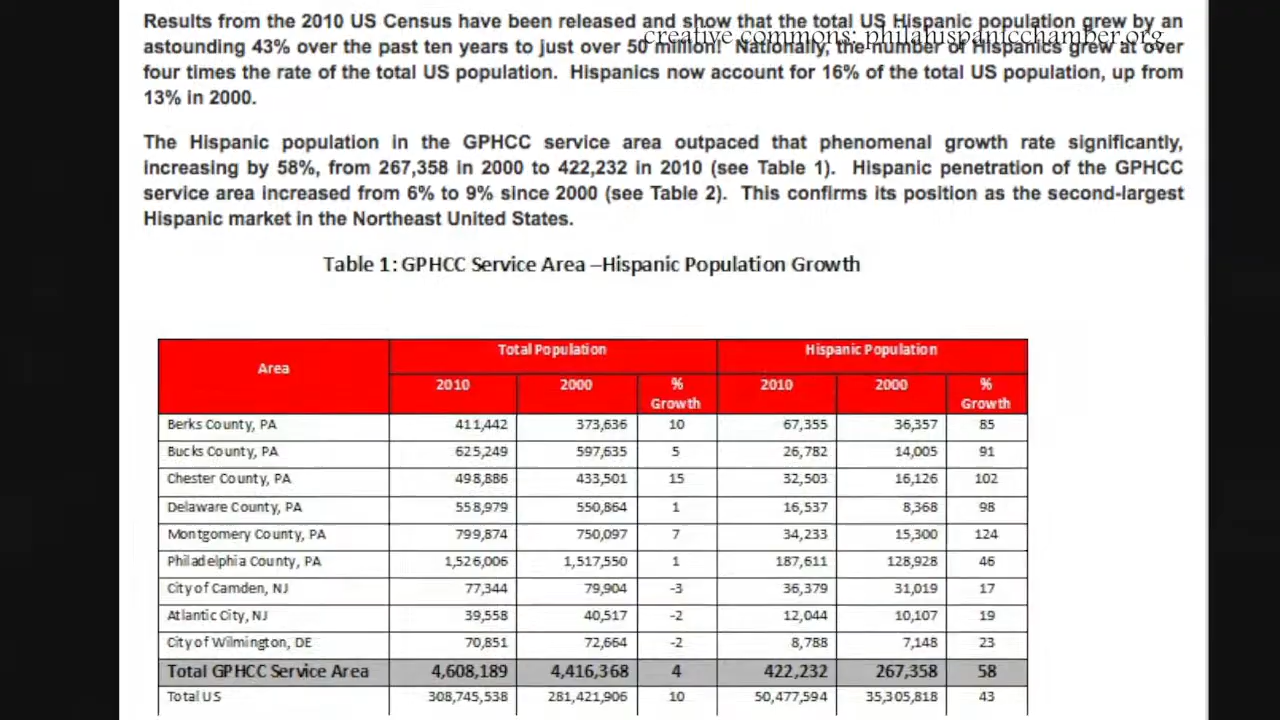 Results from the 2010 US Census have been released and show that the total US Hispanic population grew by an
astounding 43% over the past ten years to just over 50 million! Nationally, the number of Hispanics grew at over
creative commons: philahispanicchamber.org
four times the rate of the total US population. Hispanics now account for 16% of the total US population, up from
13% in 2000.
The Hispanic population in the GPHCC service area outpaced that phenomenal growth rate significantly,
increasing by 58%, from 267,358 in 2000 to 422,232 in 2010 (see Table 1). Hispanic penetration of the GPHCC
service area increased from 6% to 9% since 2000 (see Table 2). This confirms its position as the second-largest
Hispanic market in the Northeast United States.
Table 1: GPHCC Service Area –Hispanic Population Growth
Area Total Population Hispanic Population
2010 2000 % Growth 2010 2000 % Growth
Berks County, PA 411,442 373,636 10 67,355 36,357 85
Bucks County, PA 625,249 597,635 5 26,782 14,005 91
Chester County, PA 498,886 433,501 15 32,503 16,126 102
Delaware County, PA 558,979 550,864 1 16,537 8,368 98
Montgomery County, PA 799,874 750,097 7 34,233 15,300 124
Philadelphia County, PA 1,526,006 1,517,550 1 187,611 128,928 46
City of Camden, NJ 77,344 79,904 -3 36,379 31,019 17
Atlantic City, NJ 39,558 40,517 -2 12,044 10,107 19
City of Wilmington, DE 70,851 72,664 -2 8,788 7,148 23
Total GPHCC Service Area 4,608,189 4,416,368 4 422,232 267,358 58
Total US 308,745,538 281,421,906 10 50,477,594 35,305,818 43